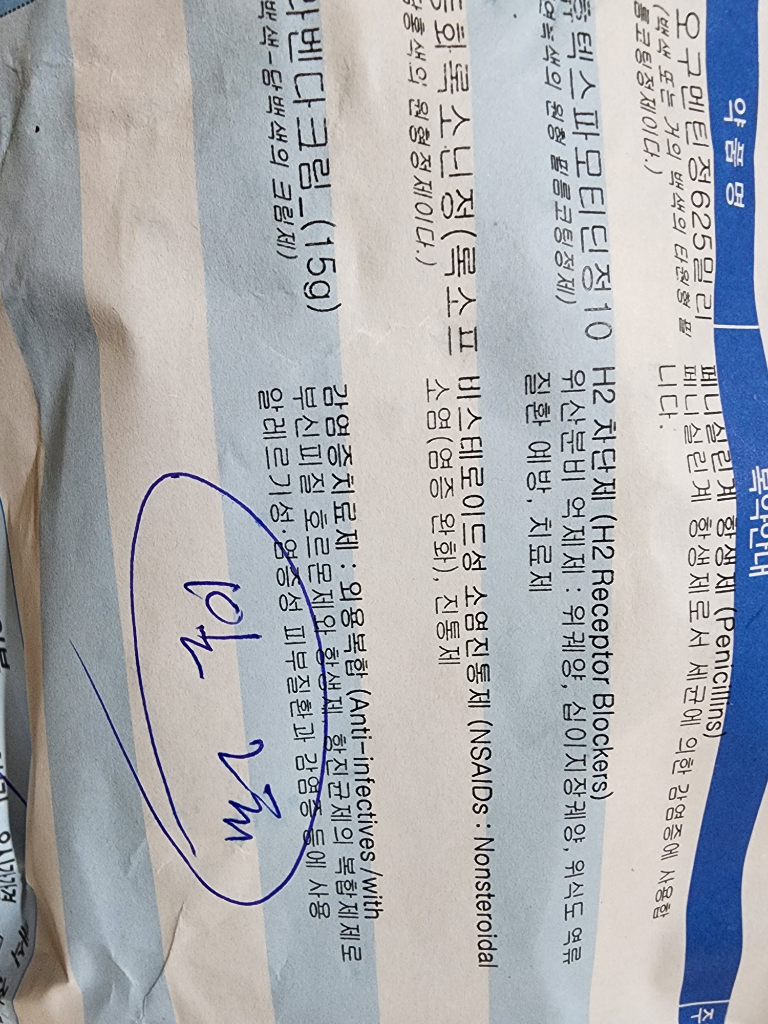 약 품 명
복약안내
오구멘틴정625밀리
(백색 또는 거의 백색의 타원형 필
름코팅정제이다.)
페니실린계 항생제 (Penicillins)
페니실린계 항생제로서 세균에 의한 감염증에 사용합
니다.
텍스파모티딘정10
연녹색의 원형 필름코팅정제)
H2 차단제 (H2 Receptor Blockers)
위산분비 억제제 : 위궤양, 십이지장궤양, 위식도 역류
질환 예방, 치료제
동화록소닌정(록소프
담홍색의 원형정제이다.)
비스테로이드성 소염진통제 (NSAIDs : Nonsteroidal
소염(염증 완화), 진통제
라벤다크림_(15g)
백색-담백색의 크림제)
감염증치료제 : 외용복합 (Anti-infectives /with
부신피질 호르몬제와 항생제, 항진균제의 복합제제로
알레르기성·염증성 피부질환과 감염증 등에 사용